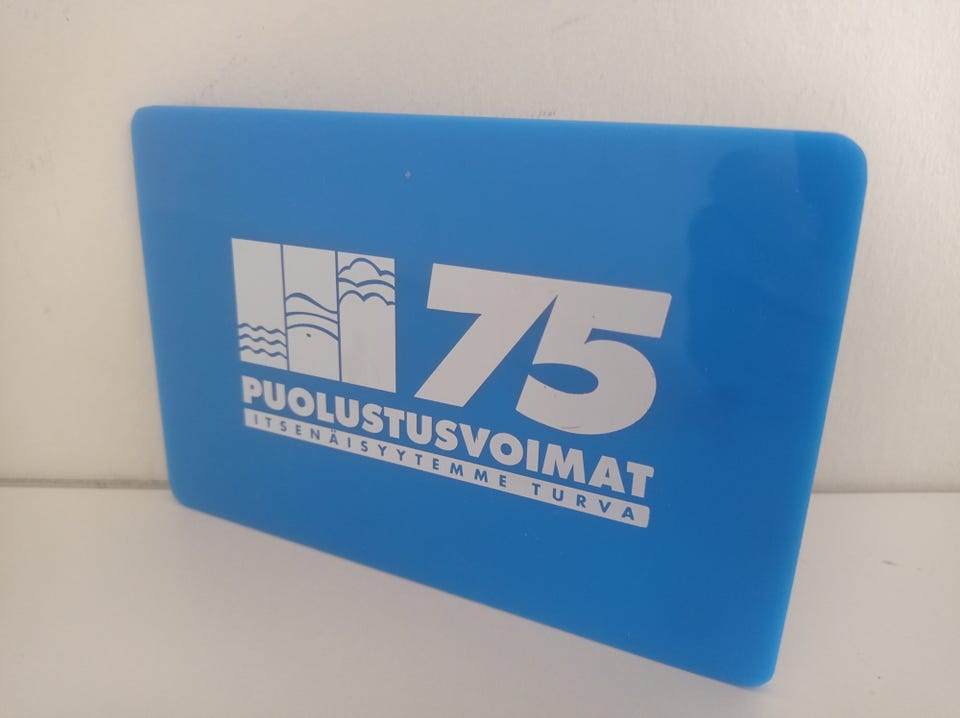 75
PUOLUSTUSVOIMAT
ITSENÄISYYTEMME TURVA